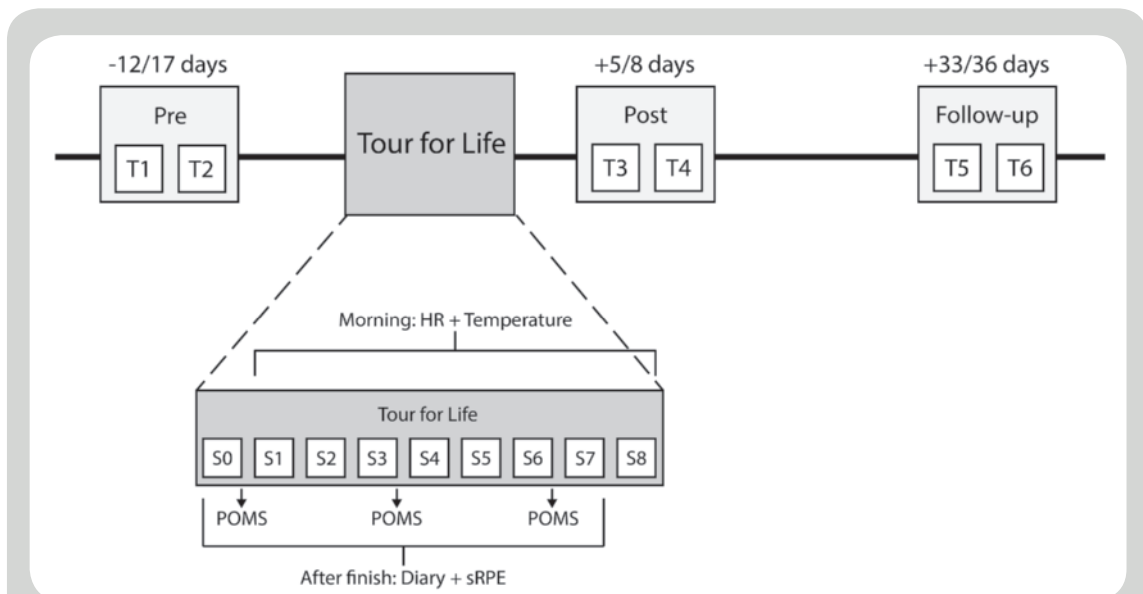 -12/17 days
+5/8 days
+33/36 days
Pre
Tour for Life
Post
Follow-up
T1 T2
T3 T4
T5 T6
Morning: HR + Temperature
Tour for Life
S0 S1 S2 S3 S4 S5 S6 S7 S8
POMS POMS POMS
After finish: Diary + sRPE